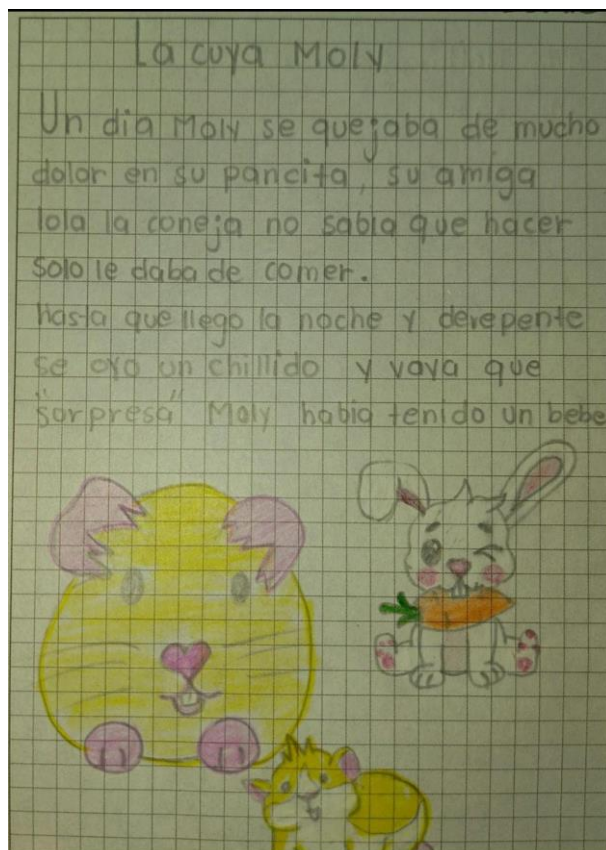 La cuya Moly
Un dia Moly se quejaba de mucho
dolor en su pancita, su amiga
lola la coneja no sabia que hacer
solo le daba de comer.
hasta que llego la noche y derepente
se oyo un chillido y vaya que
"sorpresa" Moly habia tenido un bebe